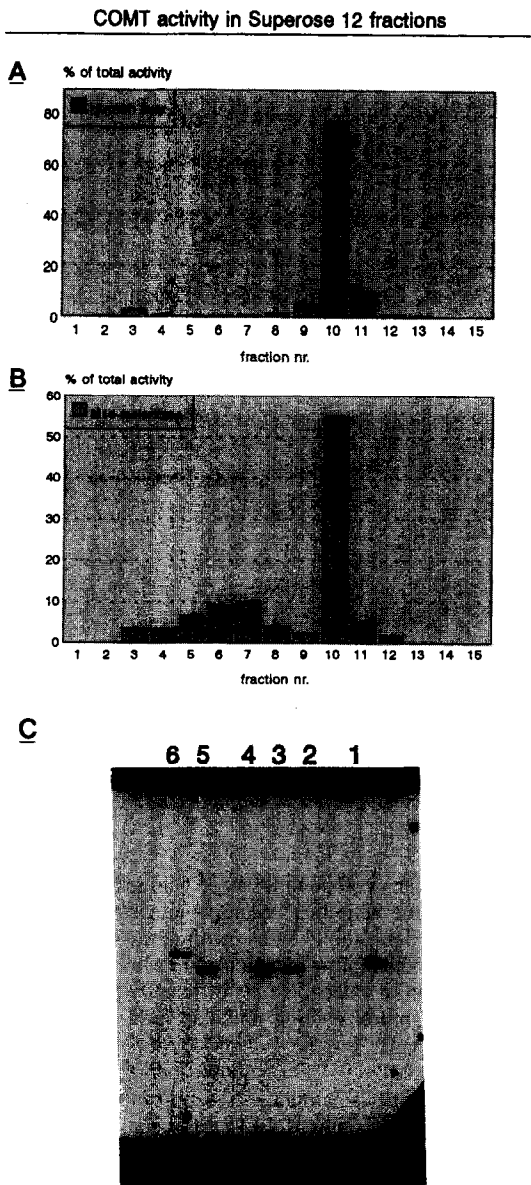 COMT activity in Superose 12 fractions
A
% of total activity
80
60
40
20
0
1 2 3 4 5 6 7 8 9 10 11 12 13 14 15
fraction nr.
B
% of total activity
60
50
40
30
20
10
0
1 2 3 4 5 6 7 8 9 10 11 12 13 14 15
fraction nr.
C
6 5 4 3 2 1